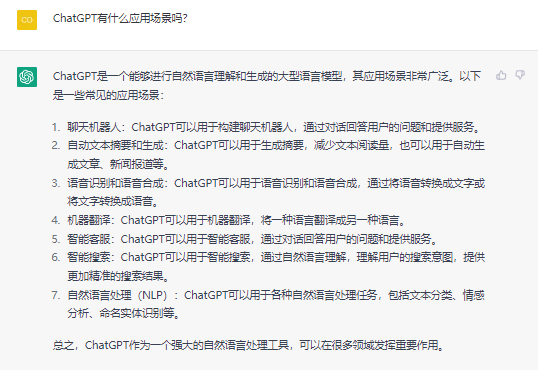 CO
ChatGPT有什么应用场景吗?
ChatGPT是一个能够进行自然语言理解和生成的大型语言模型，其应用场景非常广泛。以下
是一些常见的应用场景：
1. 聊天机器人：ChatGPT可以用于构建聊天机器人，通过对话回答用户的问题和提供服务。
2. 自动文本摘要和生成：ChatGPT可以用于生成摘要，减少文本阅读量，也可以用于自动生
成文章、新闻报道等。
3. 语音识别和语音合成：ChatGPT可以用于语音识别和语音合成，通过将语音转换成文字或
将文字转换成语音。
4. 机器翻译：ChatGPT可以用于机器翻译，将一种语言翻译成另一种语言。
5. 智能客服：ChatGPT可以用于智能客服，通过对话回答用户的问题和提供服务。
6. 智能搜索：ChatGPT可以用于智能搜索，通过自然语言理解，理解用户的搜索意图，提供
更加精准的搜索结果。
7. 自然语言处理（NLP）：ChatGPT可以用于各种自然语言处理任务，包括文本分类、情感
分析、命名实体识别等。
总之，ChatGPT作为一个强大的自然语言处理工具，可以在很多领域发挥重要作用。